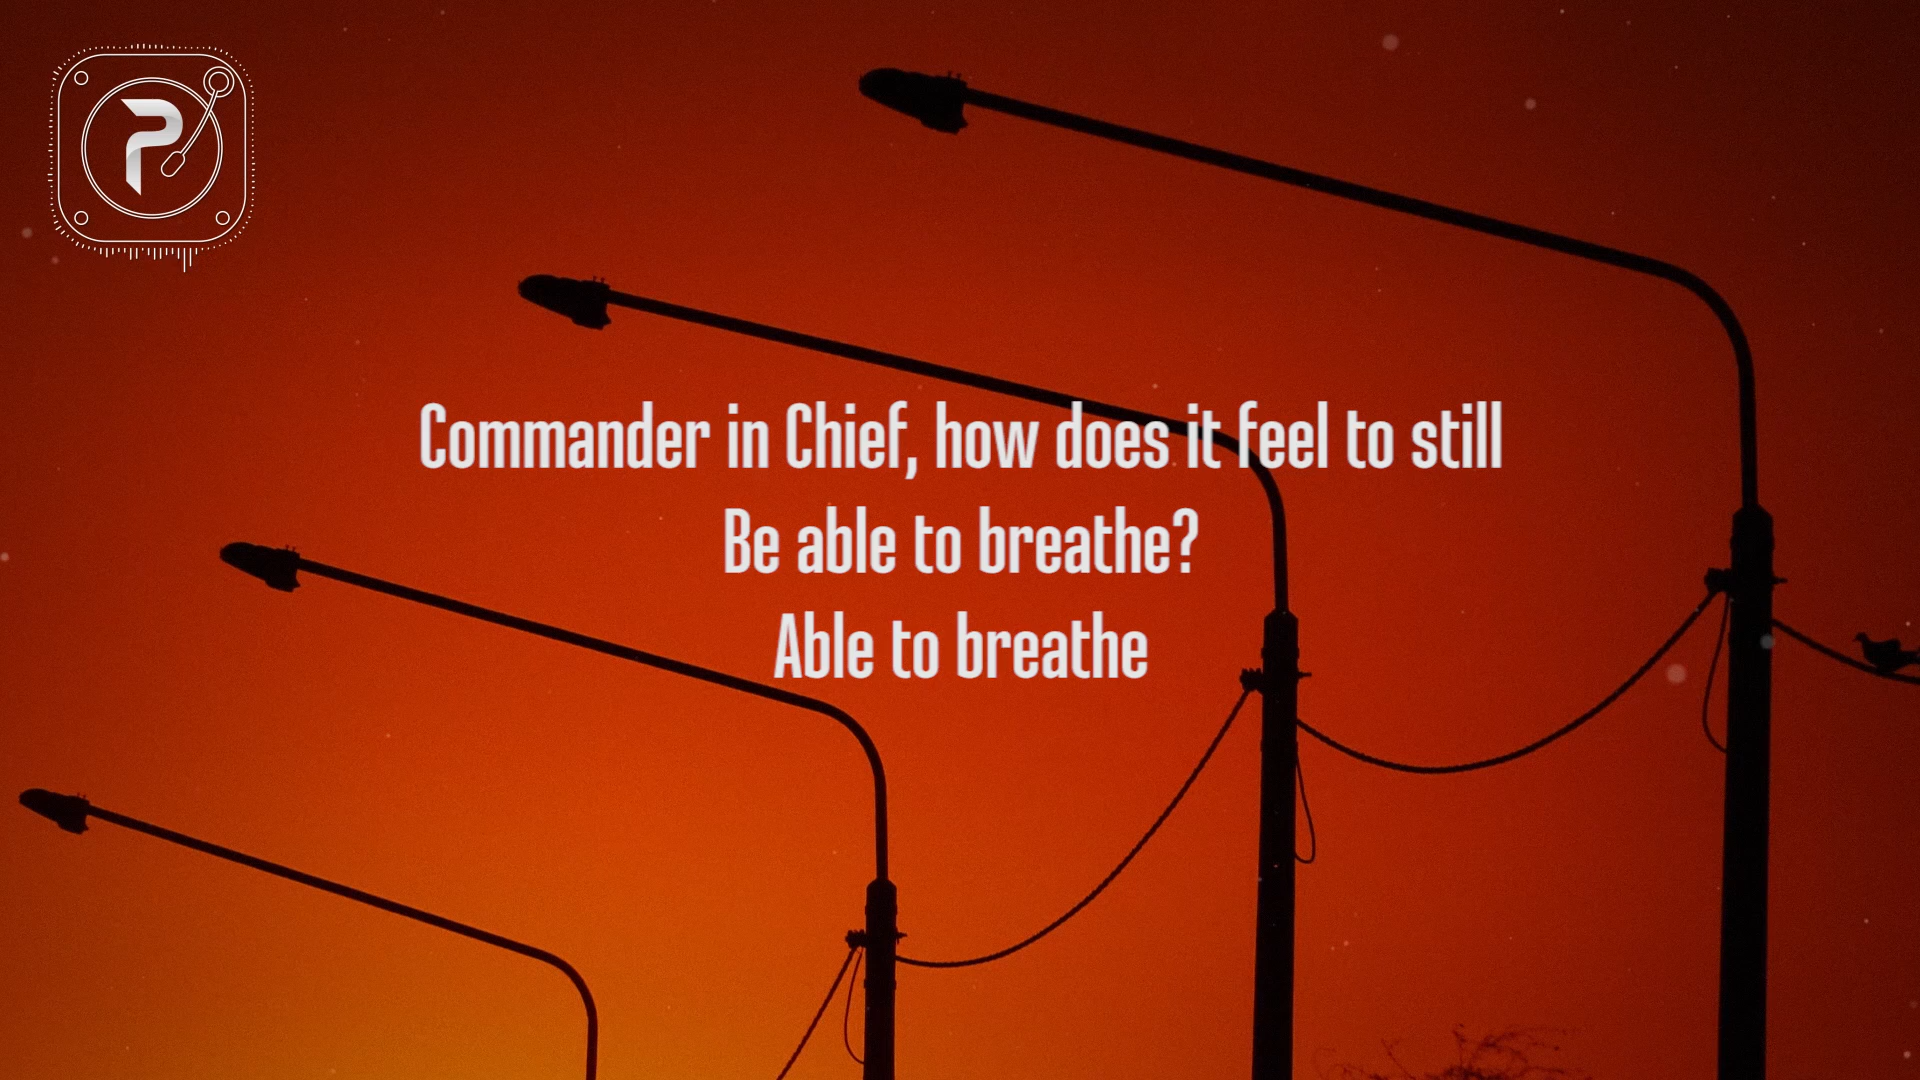 Commander in Chief, how does it feel to still
Be able to breathe?
Able to breathe